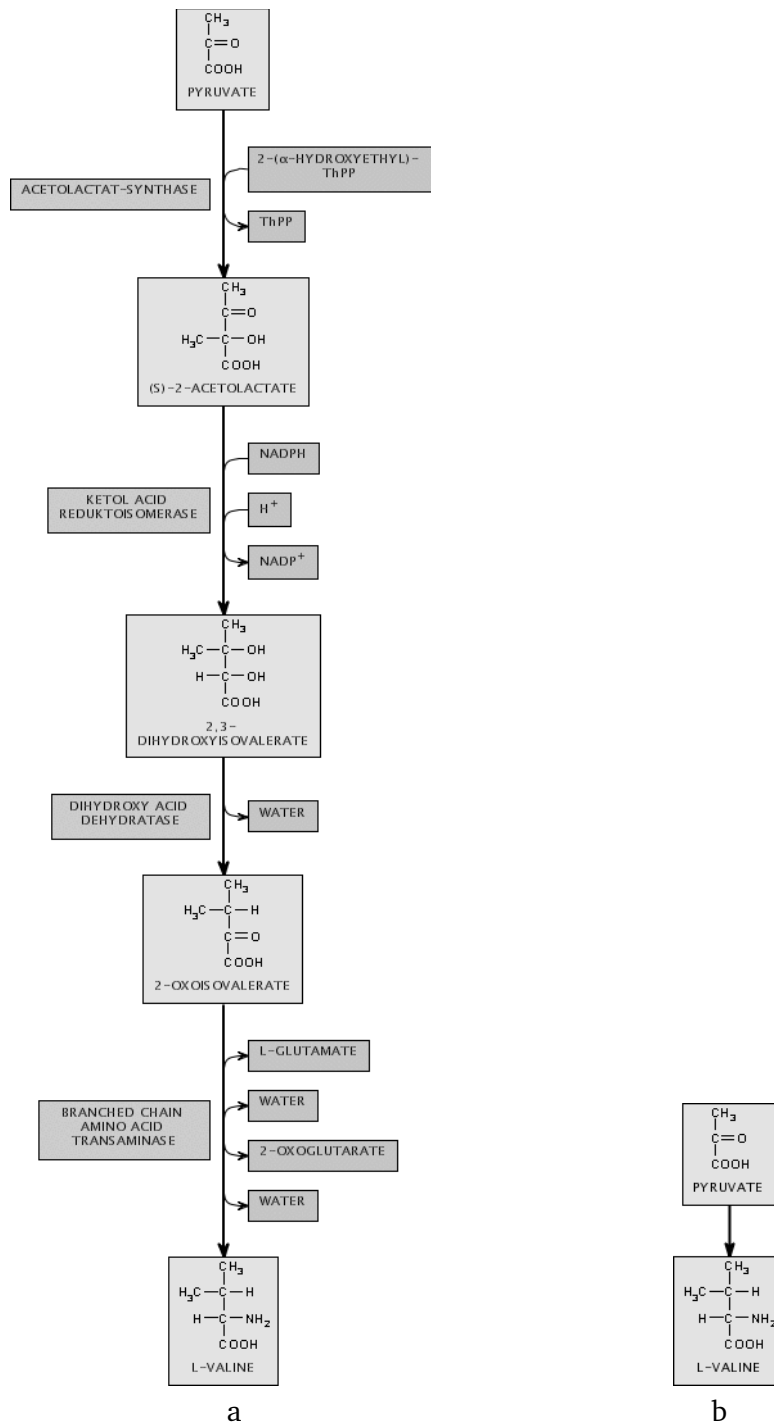 CH3
C=O
COOH
PYRUVATE
2-(α-HYDROXYETHYL)-
ThPP
ACETOLACTAT-SYNTHASE
ThPP
CH3
C=O
H3C-C-OH
COOH
(S)-2-ACETOLACTATE
NADPH
KETOL ACID
REDUKTOISOMERASE
H+
NADP+
CH3
H3C-C-OH
H-C-OH
COOH
2,3-
DIHYDROXYISOVALERATE
DIHYDROXY ACID
DEHYDRATASE
WATER
CH3
H3C-C-H
C=O
COOH
2-OXOISOVALERATE
L-GLUTAMATE
BRANCHED CHAIN
AMINO ACID
TRANSAMINASE
WATER
2-OXOGLUTARATE
WATER
CH3
H3C-C-H
H-C-NH2
COOH
L-VALINE
a
CH3
C=O
COOH
PYRUVATE
CH3
H3C-C-H
H-C-NH2
COOH
L-VALINE
b